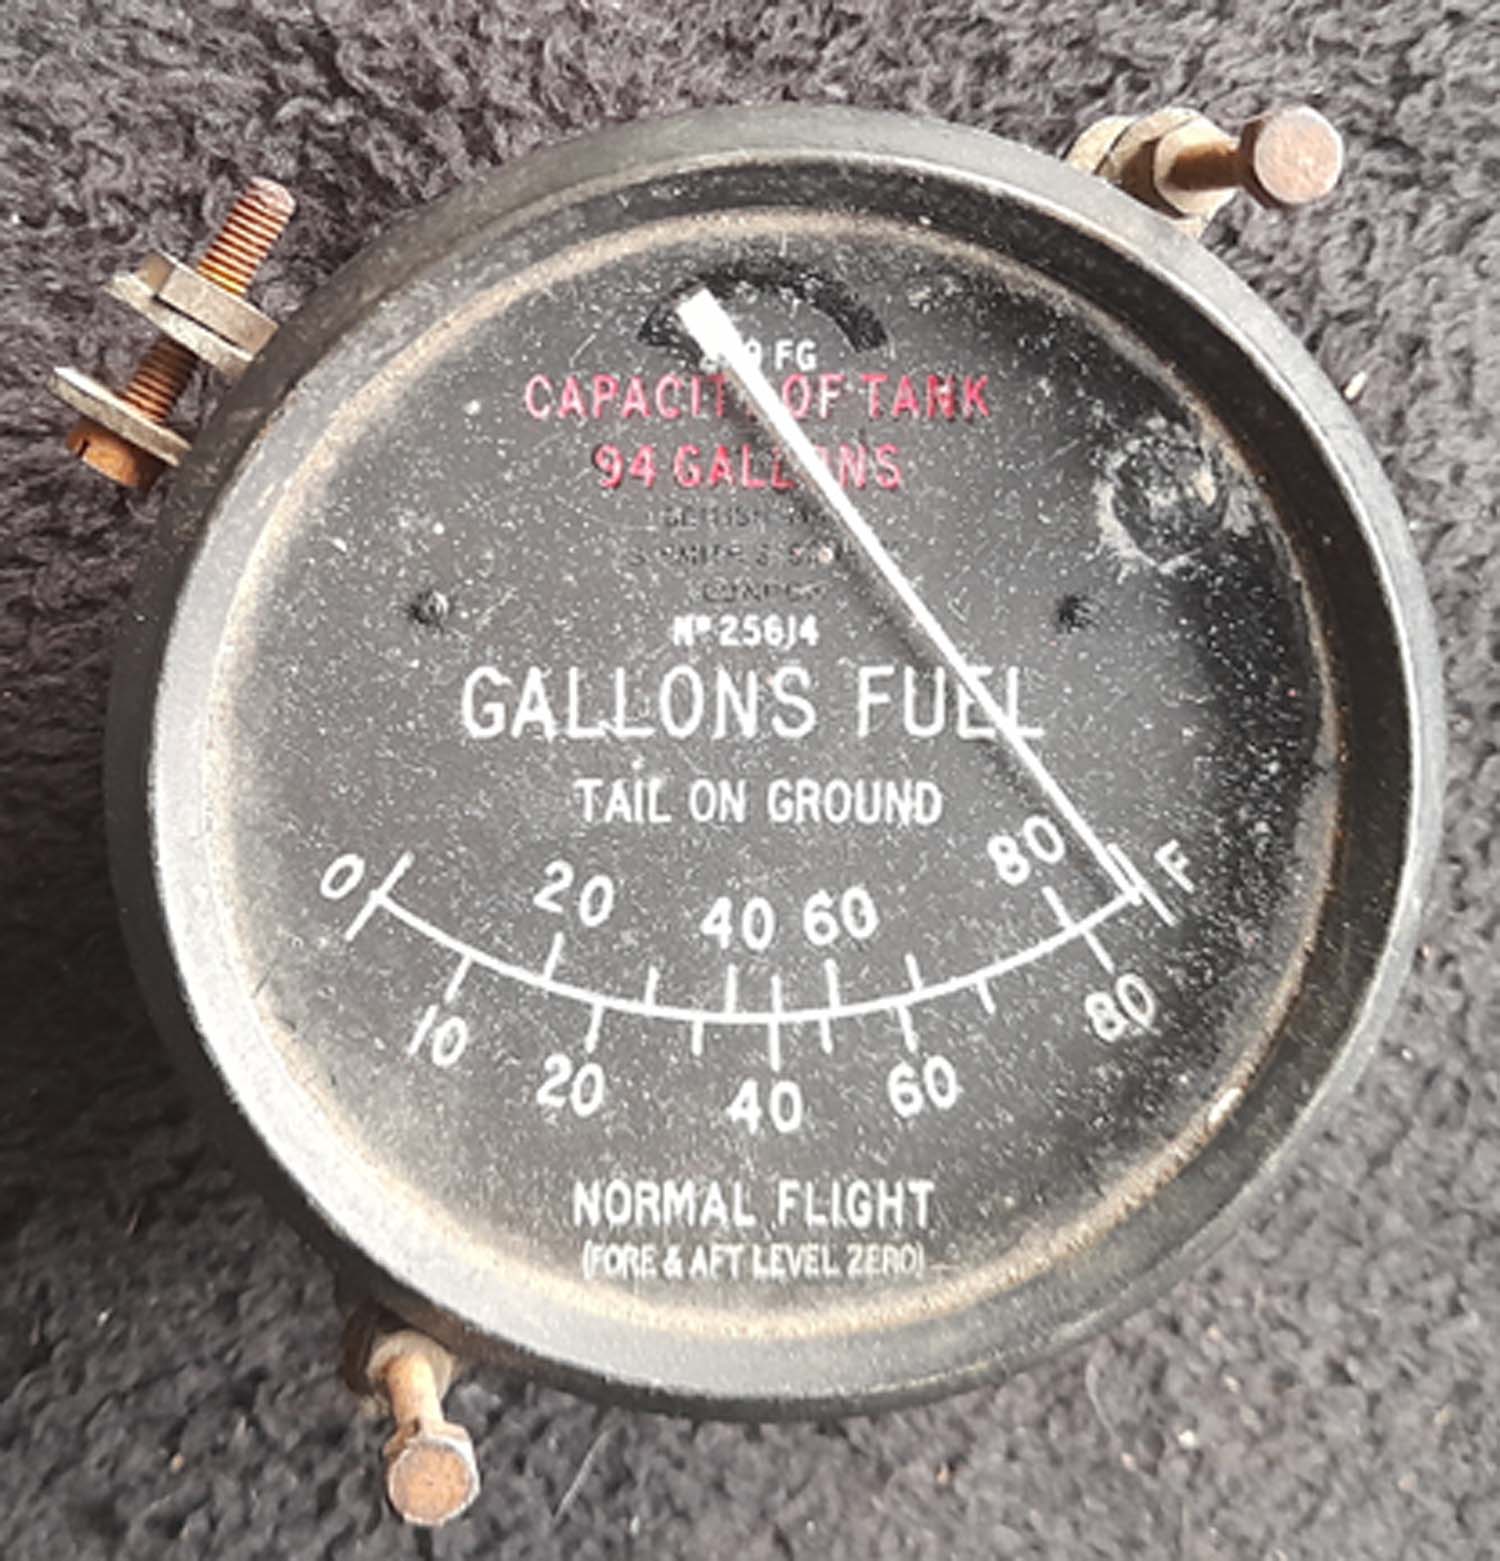 FG
CAPACITY OF TANK
94 GALLONS
Nº 256J4
GALLONS FUEL
TAIL ON GROUND
0 20 40 60 80 F
10 20 40 60 80
NORMAL FLIGHT
(FORE & AFT LEVEL ZERO)